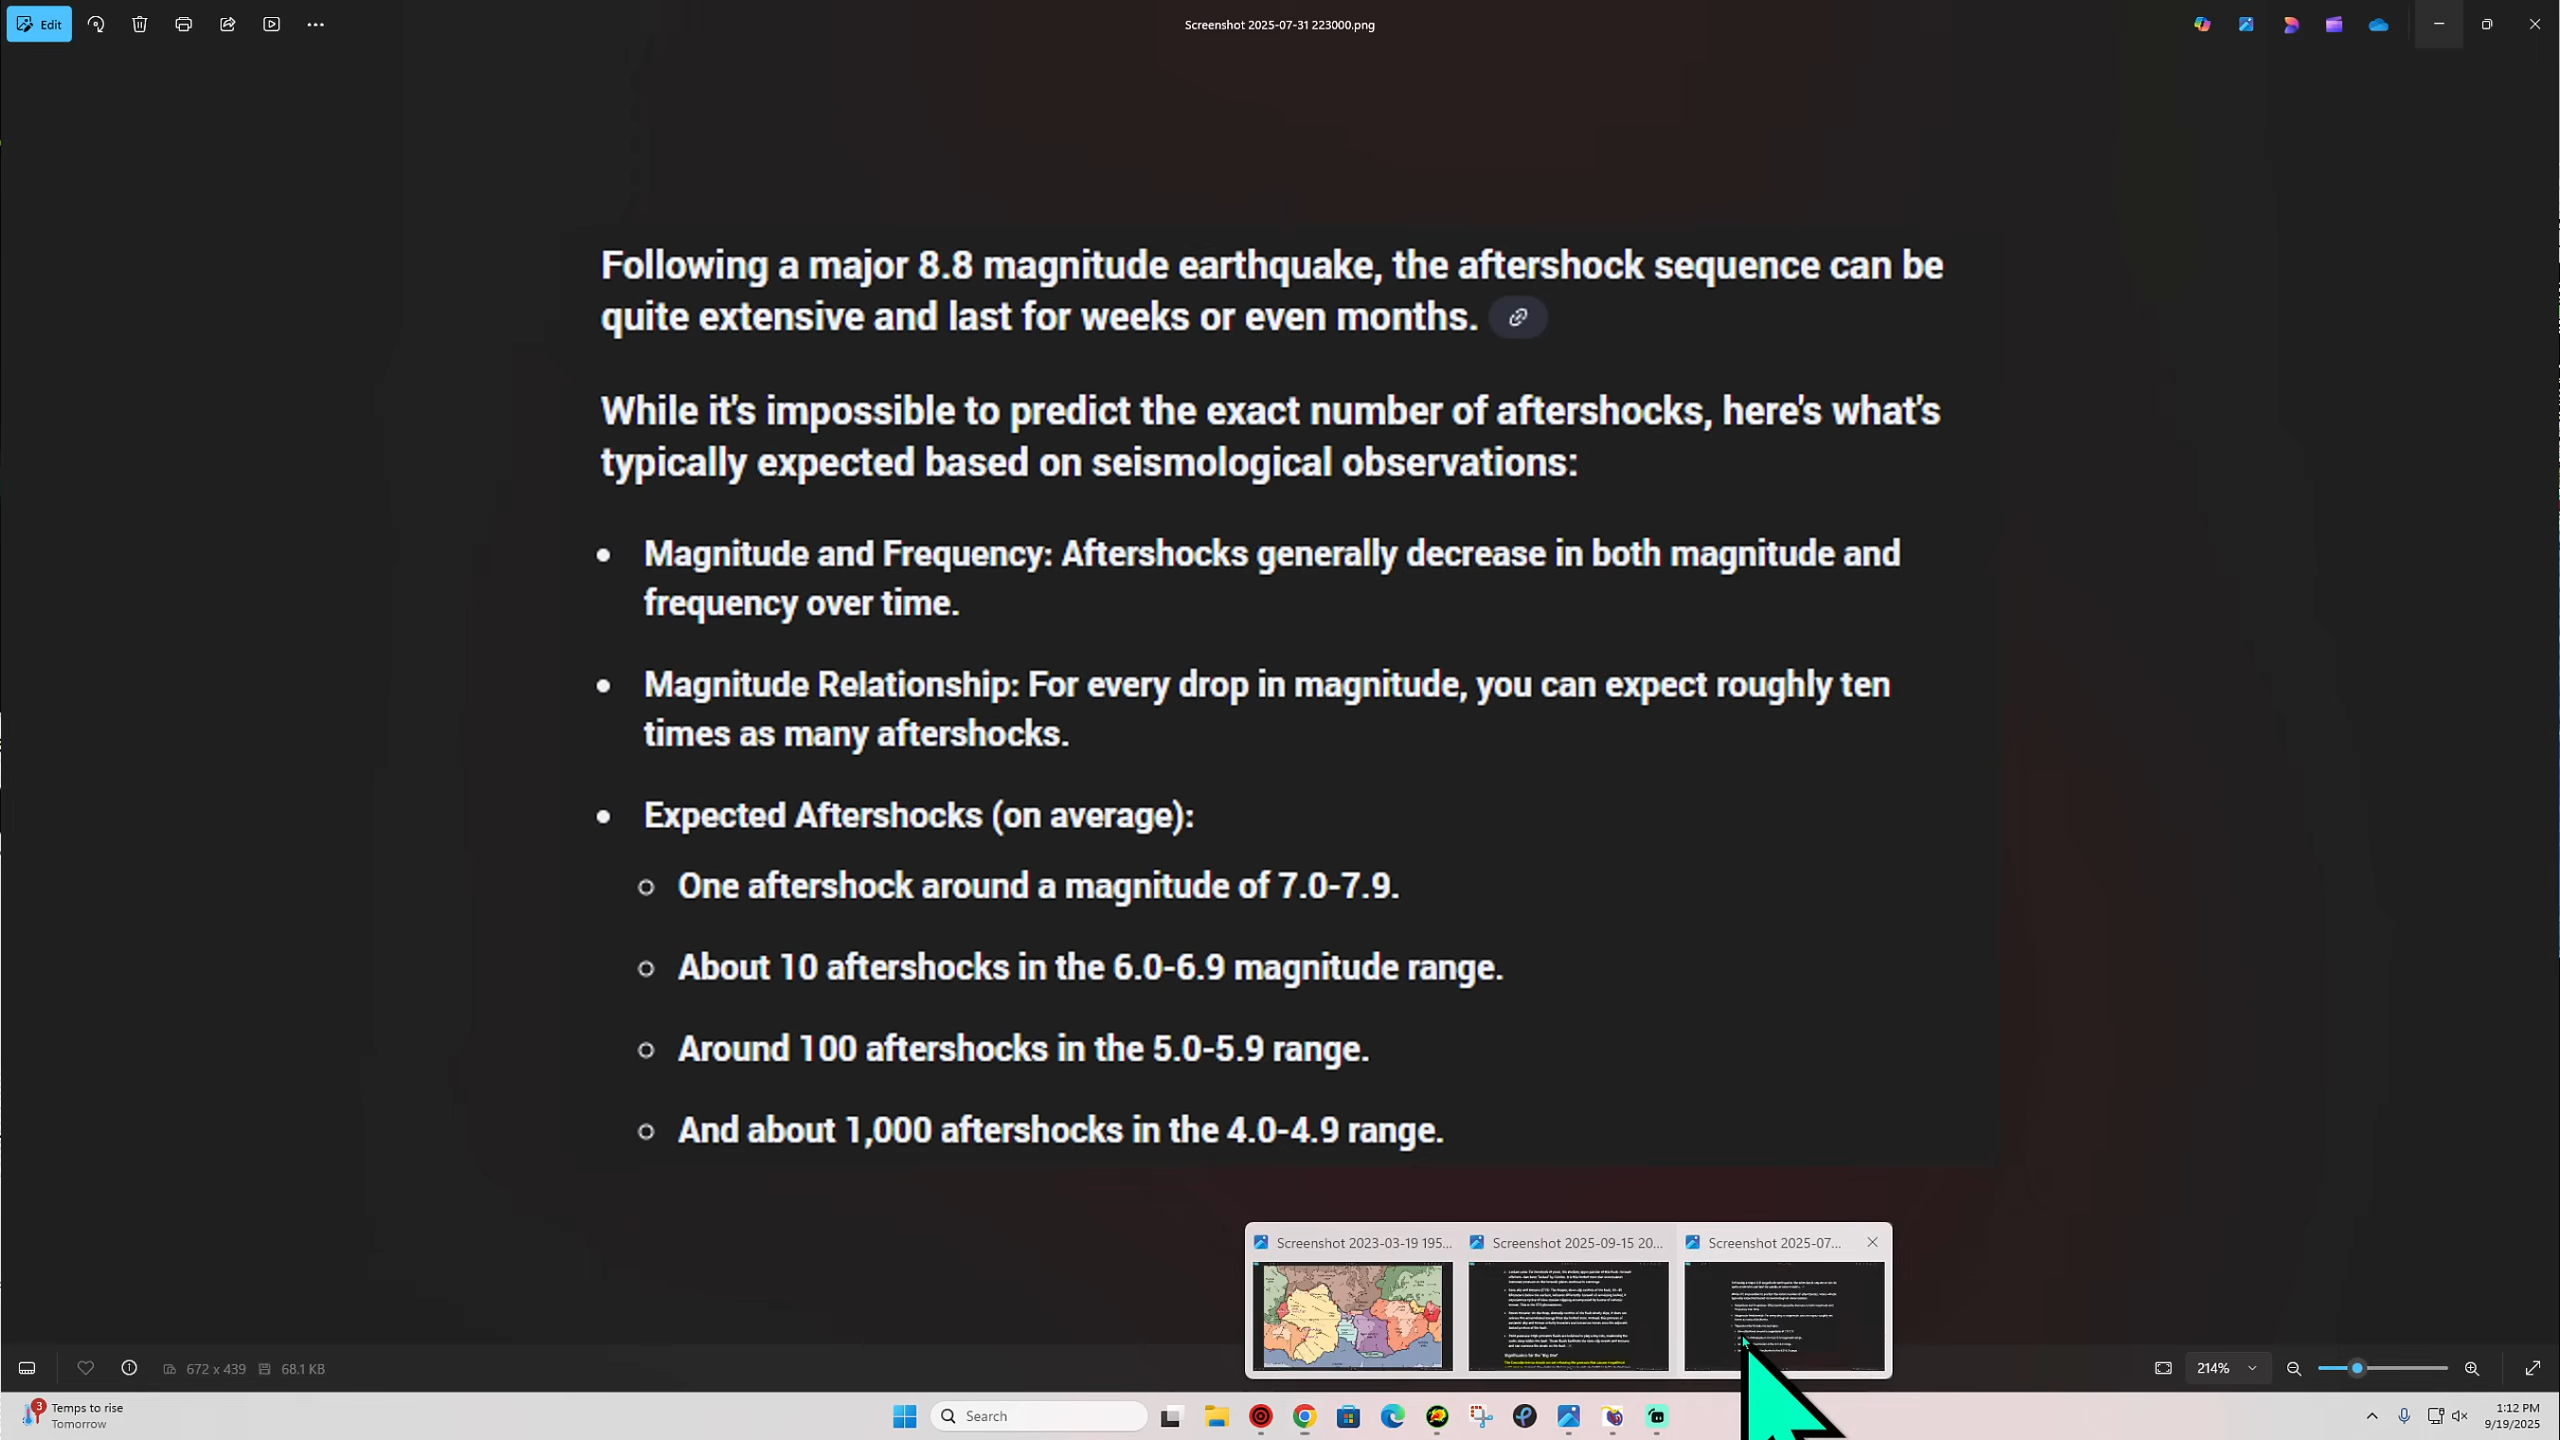 Edit
Screenshot 2025-07-31 223000.png
Following a major 8.8 magnitude earthquake, the aftershock sequence can be
quite extensive and last for weeks or even months.
While it's impossible to predict the exact number of aftershocks, here's what's
typically expected based on seismological observations:
Magnitude and Frequency: Aftershocks generally decrease in both magnitude and
frequency over time.
Magnitude Relationship: For every drop in magnitude, you can expect roughly ten
times as many aftershocks.
Expected Aftershocks (on average):
One aftershock around a magnitude of 7.0-7.9.
About 10 aftershocks in the 6.0-6.9 magnitude range.
Around 100 aftershocks in the 5.0-5.9 range.
And about 1,000 aftershocks in the 4.0-4.9 range.
Screenshot 2023-03-19 195...
Screenshot 2025-09-15 20...
Screenshot 2025-07...
672 x 439
68.1 KB
214%
3
Temps to rise
Tomorrow
Search
1:12 PM
9/19/2025